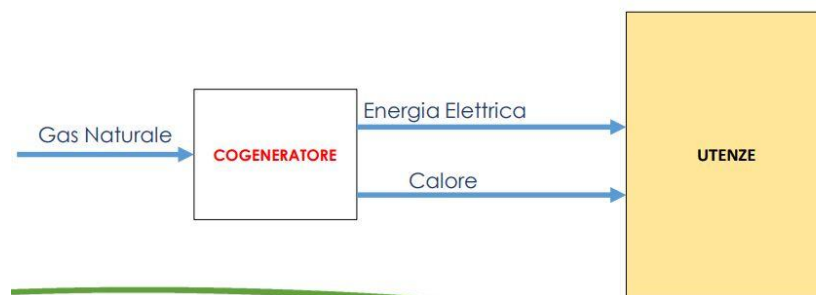 Gas Naturale
COGENERATORE
Energia Elettrica
Calore
UTENZE